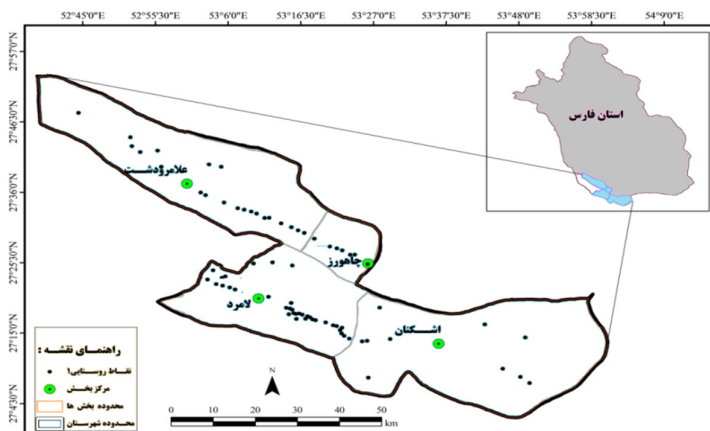 52°45'0"E 52°55'30"E 53°6'0"E 53°16'30"E 53°27'0"E 53°37'30"E 53°48'0"E 53°58'30"E 54°9'0"E
27°57'0"N
27°46'30"N
27°36'0"N
27°25'30"N
27°15'0"N
27°4'30"N
استان فارس
علامرودشت
چاهورز
لامرد
اشکنان
راهنمای نقشه :
نقاط روستایی۱
مرکز بخش
محدوده بخش ها
محدوده شهرستان
N
0 10 20 30 40 50
km